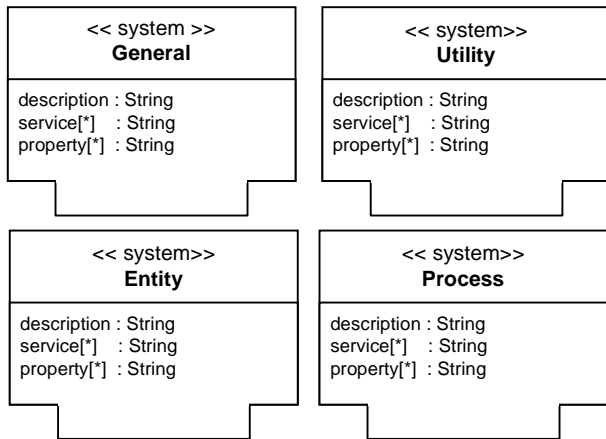 << system >>
General
description : String
service[*] : String
property[*] : String
<< system>>
Utility
description : String
service[*] : String
property[*] : String
<< system>>
Entity
description : String
service[*] : String
property[*] : String
<< system>>
Process
description : String
service[*] : String
property[*] : String